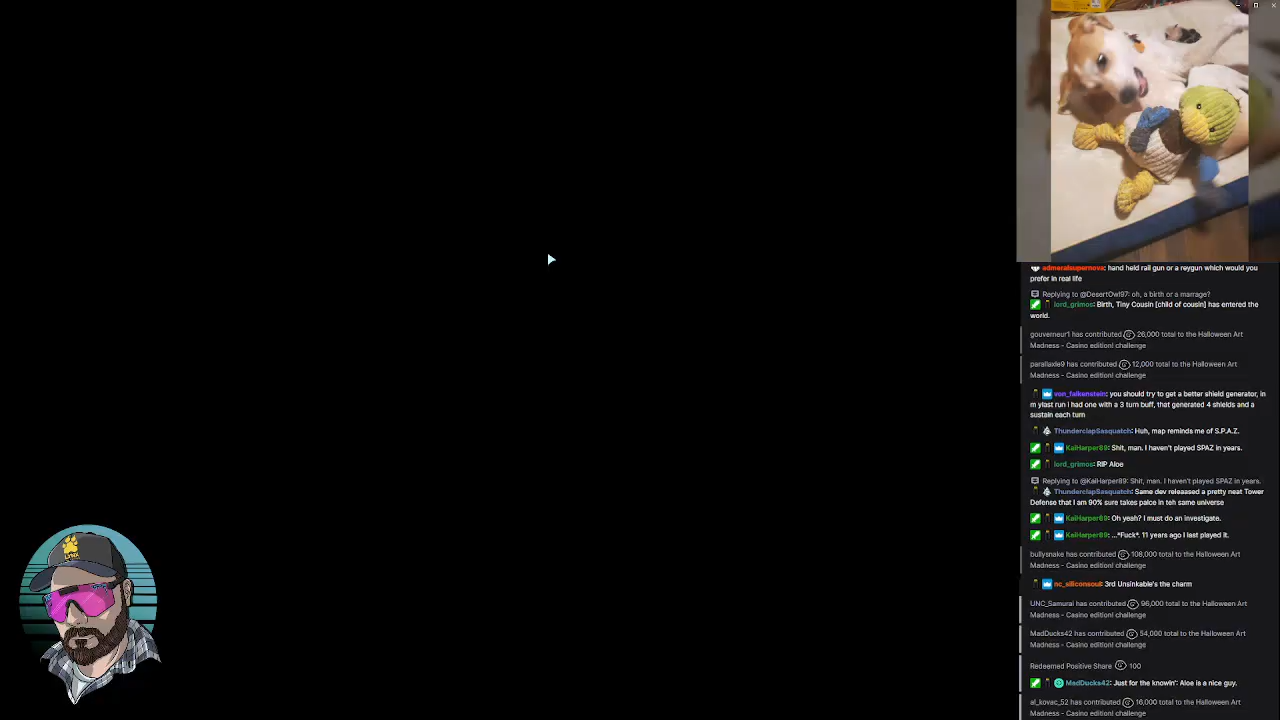 admeralsupernova: hand held rail gun or a reygun which would you
prefer in real life
Replying to @DesertOwl97: oh, a birth or a marrage?
lord_grimos: Birth, Tiny Cousin [child of cousin] has entered the
world.
gouverneur1 has contributed 26,000 total to the Halloween Art
Madness - Casino edition! challenge
parallaxle9 has contributed 12,000 total to the Halloween Art
Madness - Casino edition! challenge
von_falkenstein: you should try to get a better shield generator, in
m ylast run i had one with a 3 turn buff, that generated 4 shields and a
sustain each turn
ThunderclapSasquatch: Huh, map reminds me of S.P.A.Z.
KaiHarper89: Shit, man. I haven't played SPAZ in years.
lord_grimos: RIP Aloe
Replying to @KaiHarper89: Shit, man. I haven't played SPAZ in years.
ThunderclapSasquatch: Same dev releaased a pretty neat Tower
Defense that I am 90% sure takes palce in teh same universe
KaiHarper89: Oh yeah? I must do an investigate.
KaiHarper89: ...*Fuck*. 11 years ago I last played it.
bullysnake has contributed 108,000 total to the Halloween Art
Madness - Casino edition! challenge
nc_siliconsoul: 3rd Unsinkable's the charm
UNC_Samurai has contributed 96,000 total to the Halloween Art
Madness - Casino edition! challenge
MadDucks42 has contributed 54,000 total to the Halloween Art
Madness - Casino edition! challenge
Redeemed Positive Share 100
MadDucks42: Just for the knowin': Aloe is a nice guy.
al_kovac_52 has contributed 16,000 total to the Halloween Art
Madness - Casino edition! challenge
LYNX